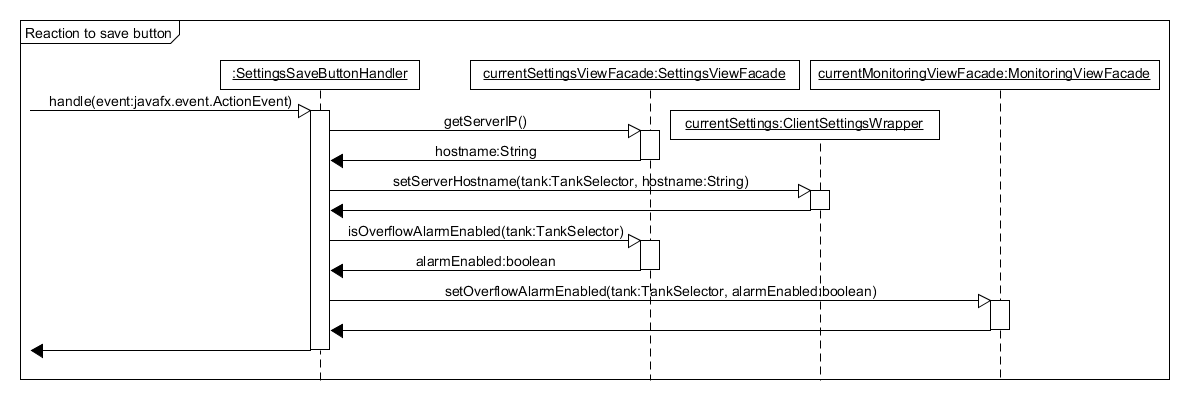 Reaction to save button
:SettingsSaveButtonHandler
currentSettingsViewFacade:SettingsViewFacade
currentMonitoringViewFacade:MonitoringViewFacade
handle(event:javafx.event.ActionEvent)
getServerIP()
currentSettings:ClientSettingsWrapper
hostname:String
setServerHostname(tank:TankSelector, hostname:String)
isOverflowAlarmEnabled(tank:TankSelector)
alarmEnabled:boolean
setOverflowAlarmEnabled(tank:TankSelector, alarmEnabled:boolean)